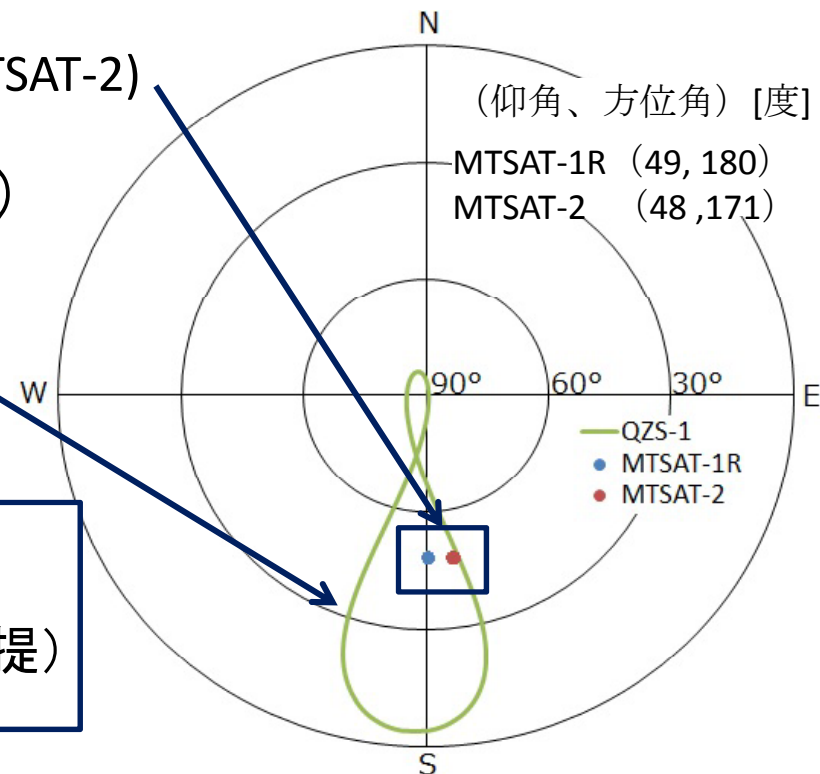 N
TSAT-2)
（仰角、方位角）[度]
)
MTSAT-1R （49, 180）
MTSAT-2 （48 ,171）
W
90°
60°
30°
E
QZS-1
MTSAT-1R
MTSAT-2
提）
S